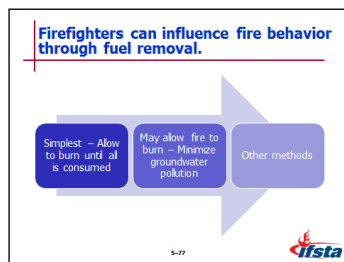 Firefighters can influence fire behavior
through fuel removal.
Simplest – Allow
to burn until all
is consumed
May allow fire to
burn – Minimize
groundwater
pollution
Other methods
5–77
ifsta